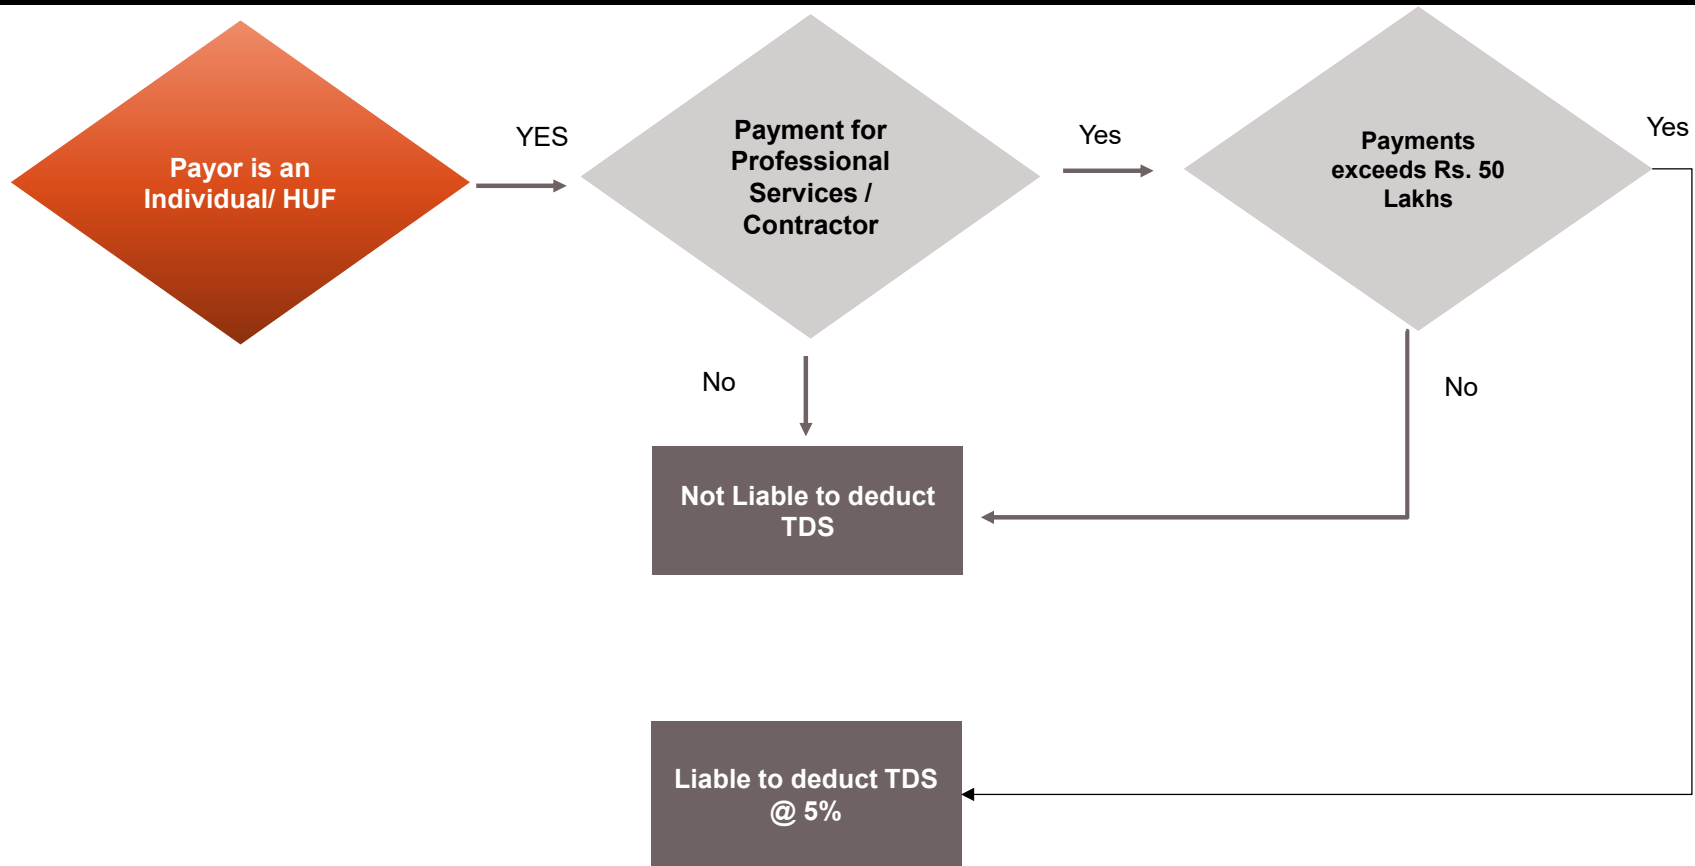 Payor is an
Individual/ HUF
YES
Payment for
Professional
Services /
Contractor
Yes
Payments
exceeds Rs. 50
Lakhs
Yes
No
No
Not Liable to deduct
TDS
Liable to deduct TDS
@ 5%